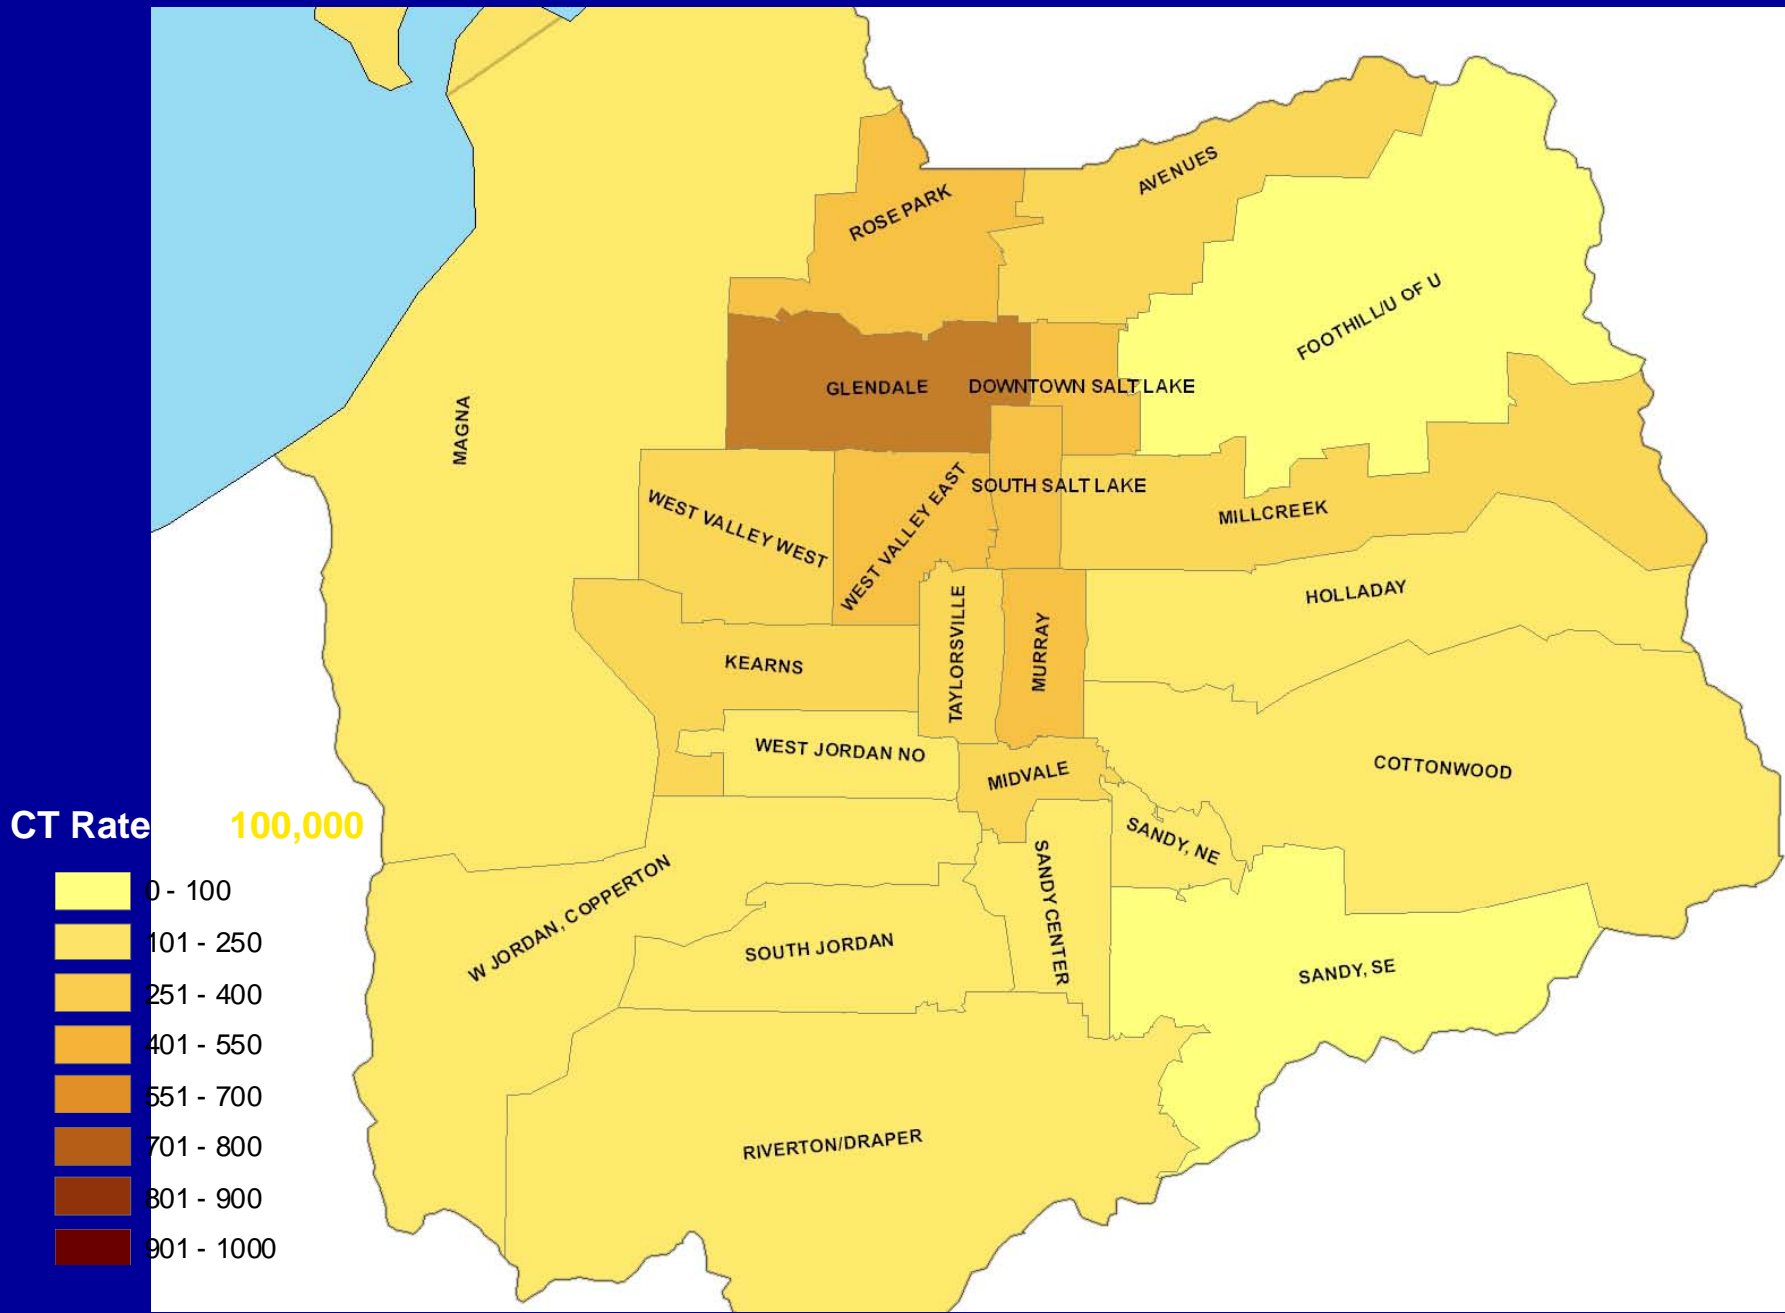 AVENUES
ROSE PARK
FOOTHILL/U OF U
GLENDALE
DOWNTOWN SALT LAKE
MAGNA
WEST VALLEY WEST
WEST VALLEY EAST
SOUTH SALT LAKE
MILLCREEK
HOLLADAY
KEARNS
TAYLORSVILLE
MURRAY
WEST JORDAN NO
MIDVALE
COTTONWOOD
SANDY, NE
SANDY CENTER
W JORDAN, COPPERTON
SOUTH JORDAN
SANDY, SE
RIVERTON/DRAPER
CT Rate 100,000
0 - 100
101 - 250
251 - 400
401 - 550
551 - 700
701 - 800
801 - 900
901 - 1000